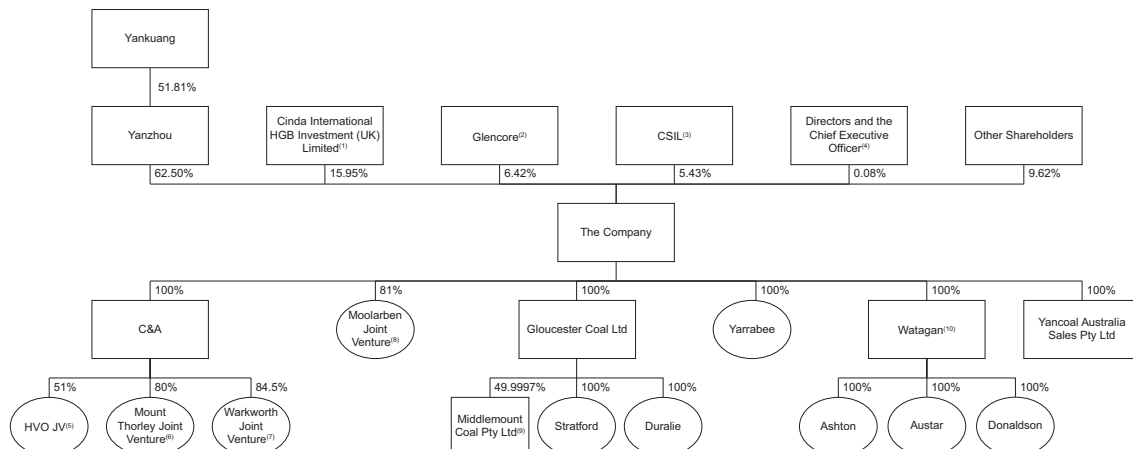 Yankuang
51.81%
Yanzhou
Cinda International
HGB Investment (UK)
Limited(1)
Glencore(2)
CSIL(3)
Directors and the
Chief Executive
Officer(4)
Other Shareholders
62.50%
15.95%
6.42%
5.43%
0.08%
9.62%
The Company
100%
81%
100%
100%
100%
100%
C&A
Moolarben
Joint
Venture(8)
Gloucester Coal Ltd
Yarrabee
Watagan(10)
Yancoal Australia
Sales Pty Ltd
51%
80%
84.5%
49.9997%
100%
100%
100%
100%
100%
HVO JV(5)
Mount
Thorley Joint
Venture(6)
Warkworth
Joint
Venture(7)
Middlemount
Coal Pty Ltd(9)
Stratford
Duralie
Ashton
Austar
Donaldson